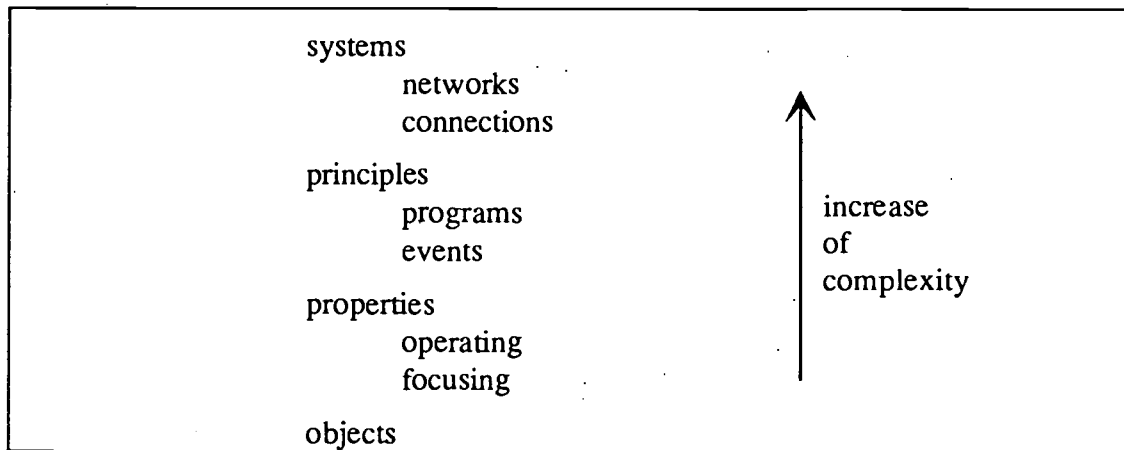 systems
networks
connections
principles
programs
events
properties
operating
focusing
objects
increase
of
complexity